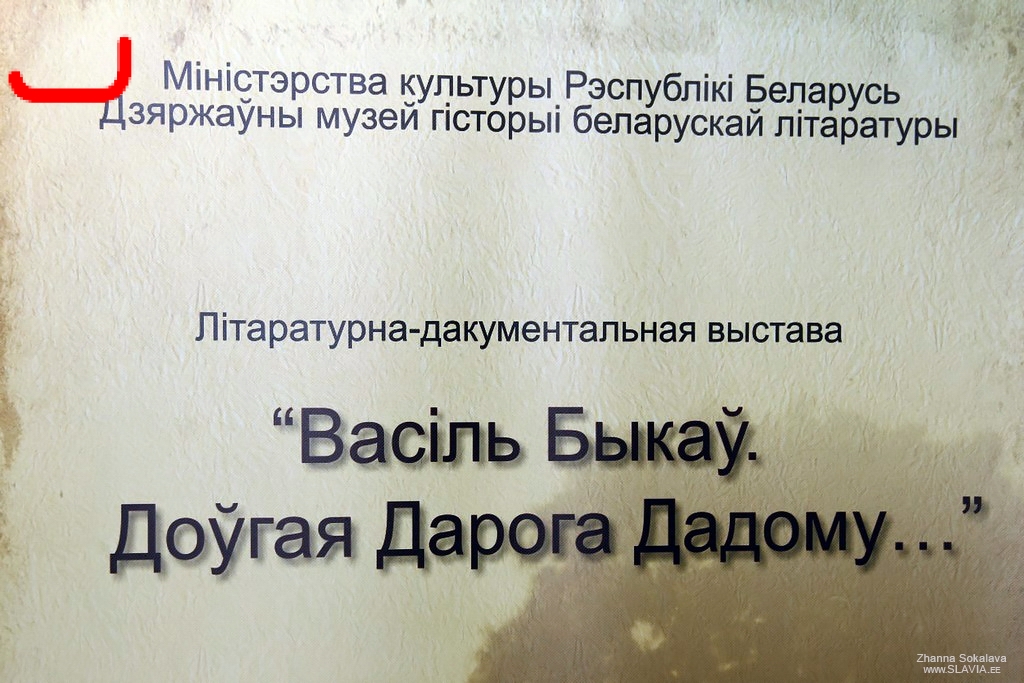 Міністэрства культуры Рэспублікі Беларусь
Дзяржаўны музей гісторыі беларускай літаратуры
Літаратурна-дакументальная выстава
“Васіль Быкаў.
Доўгая Дарога Дадому…”
Zhanna Sokalava
www.SLAVIA.EE